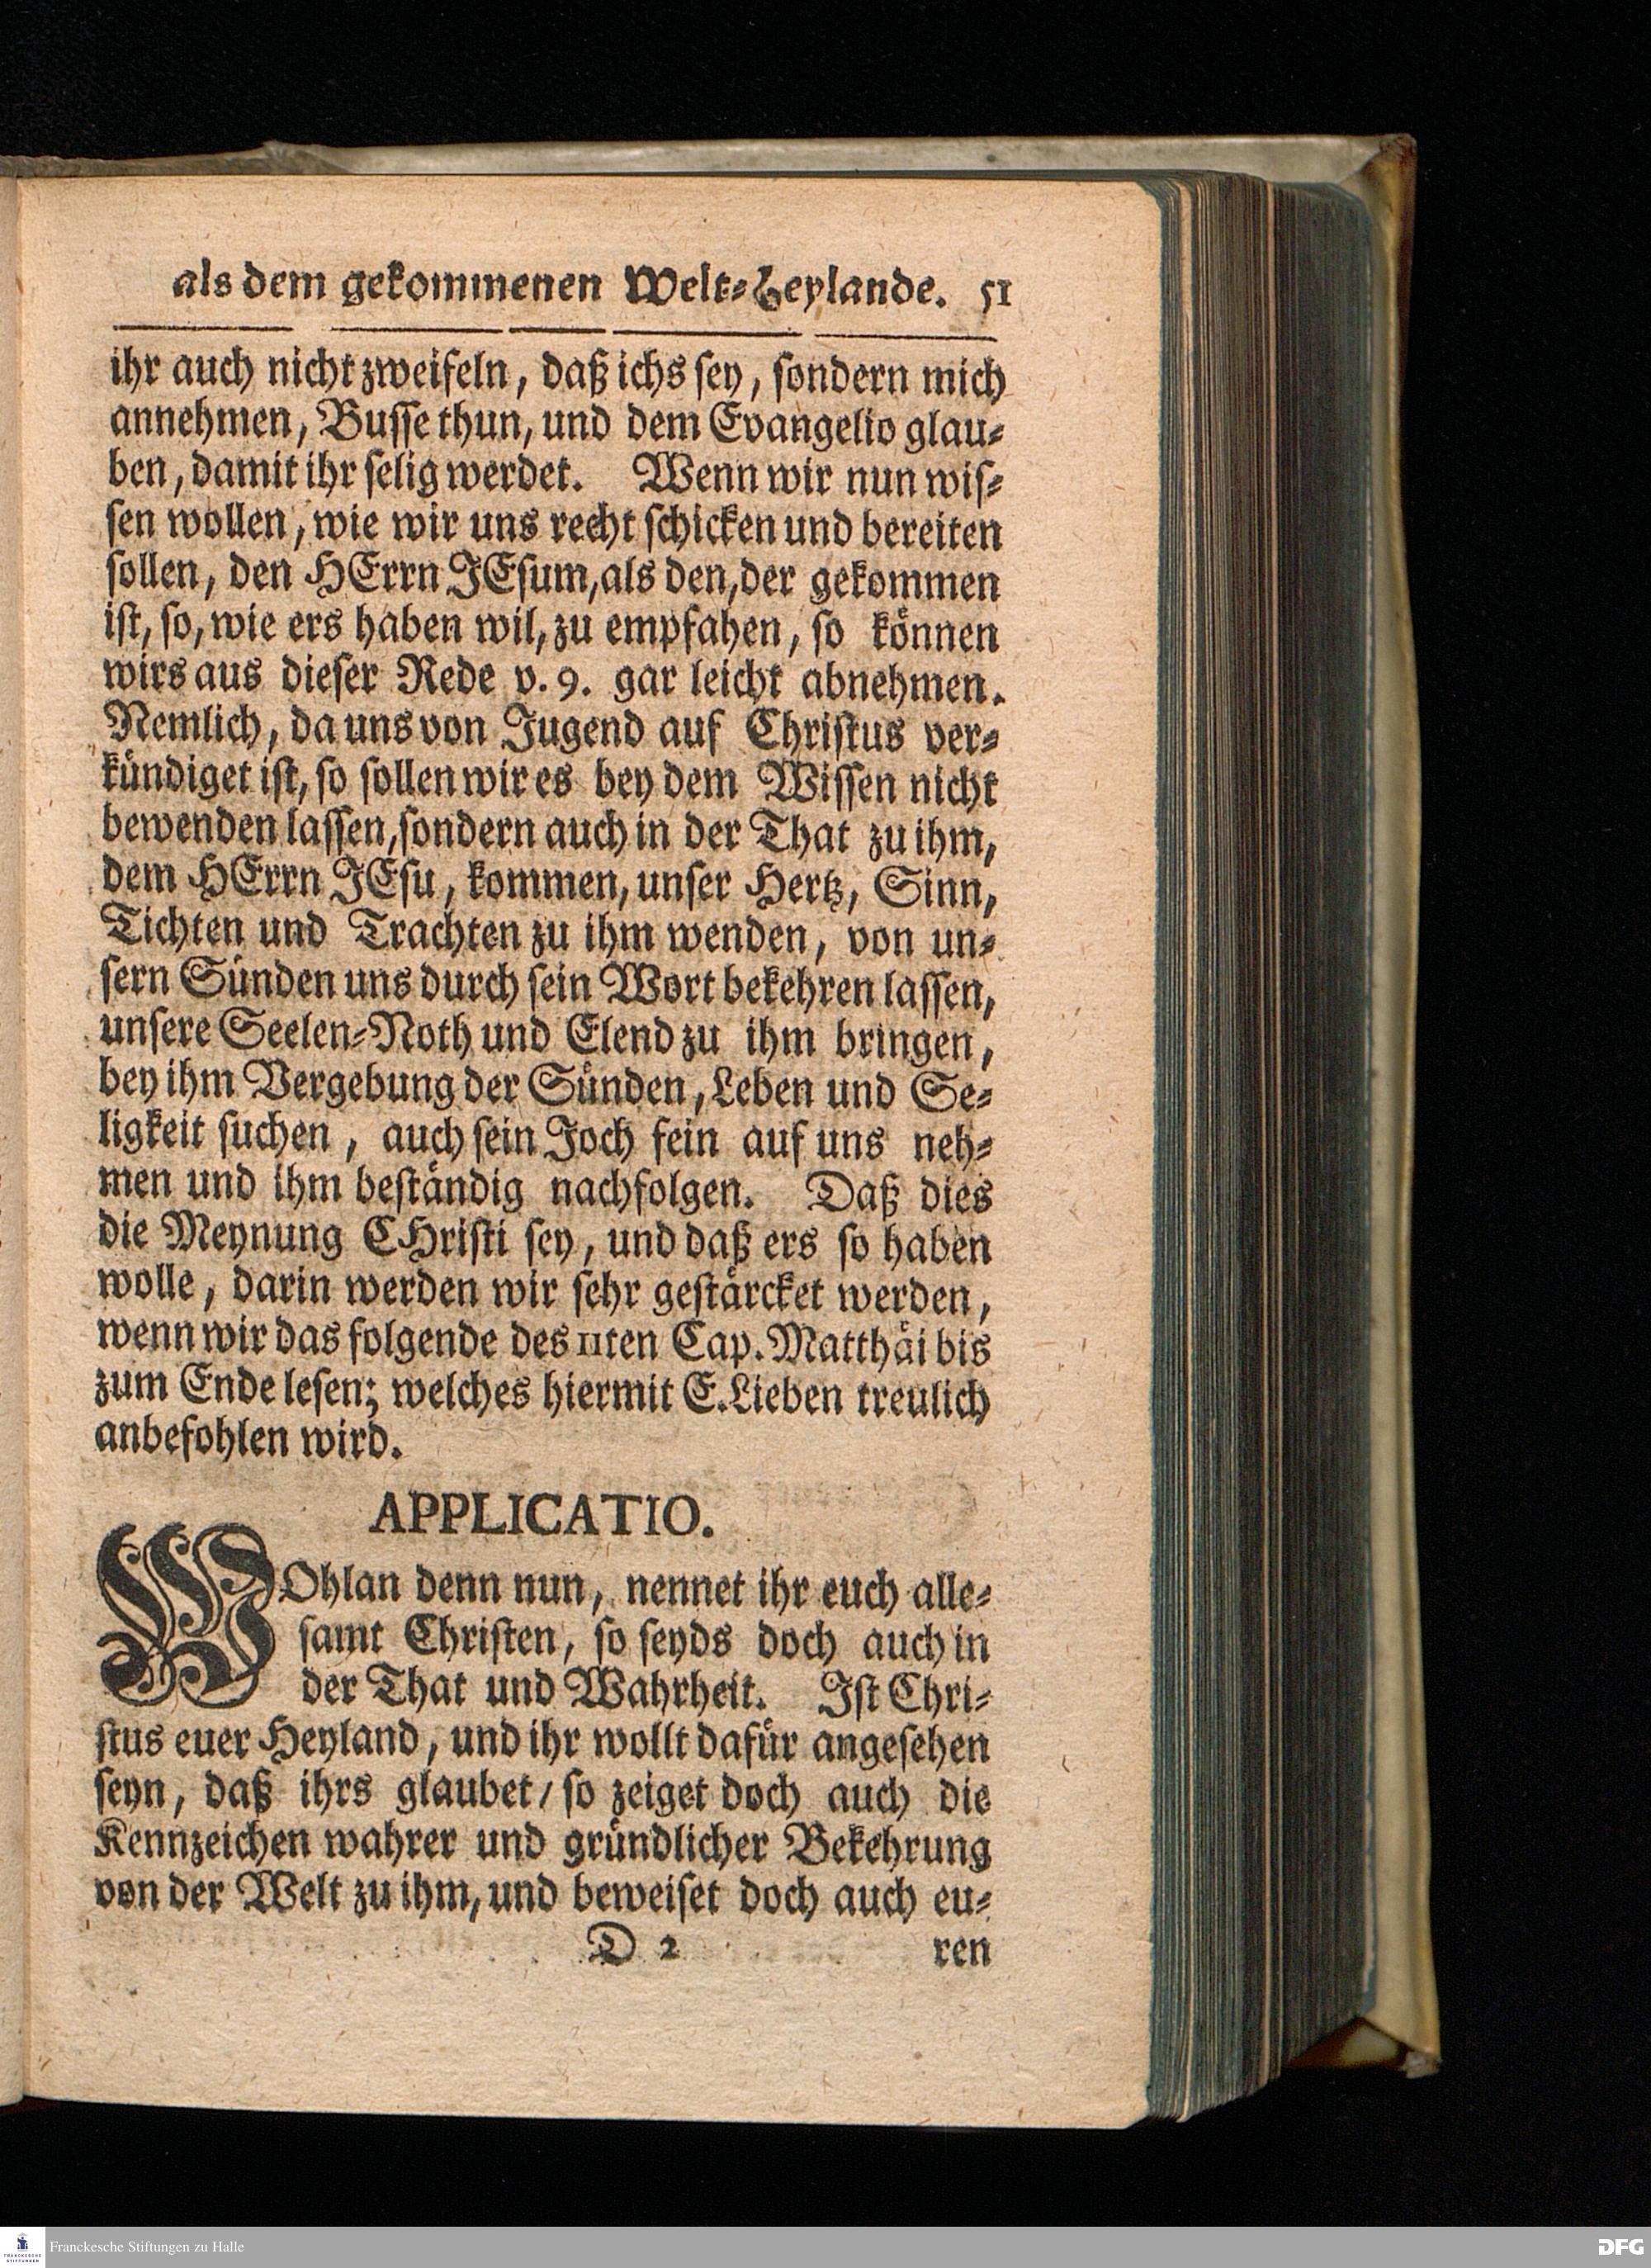 als dem gekommenen Welt⸗Heylande. 51
ihr auch nicht zweifeln, daß ichs sey, sondern mich
annehmen, Busse thun, und dem Evangelio glau⸗
ben, damit ihr selig werdet. Wenn wir nun wis⸗
sen wollen, wie wir uns recht schicken und bereiten
sollen, den HErrn JEsum, als den, der gekommen
ist, so, wie ers haben wil, zu empfahen, so können
wirs aus dieser Rede v. 9. gar leicht abnehmen.
Nemlich, da uns von Jugend auf Christus ver⸗
kündiget ist, so sollen wir es bey dem Wissen nicht
bewenden lassen, sondern auch in der That zu ihm,
dem HErrn JEsu, kommen, unser Hertz, Sinn,
Tichten und Trachten zu ihm wenden, von un⸗
sern Sünden uns durch sein Wort bekehren lassen,
unsere Seelen⸗Noth und Elend zu ihm bringen,
bey ihm Vergebung der Sünden, Leben und Se⸗
ligkeit suchen, auch sein Joch fein auf uns neh⸗
men und ihm beständig nachfolgen. Daß dies
die Meynung CHristi sey, und daß ers so haben
wolle, darin werden wir sehr gestärcket werden,
wenn wir das folgende des 11ten Cap. Matthäi bis
zum Ende lesen; welches hiermit E. Lieben treulich
anbefohlen wird.
APPLICATIO.
WOhlan denn nun, nennet ihr euch alle⸗
samt Christen, so seyds doch auch in
der That und Wahrheit. Ist Chri⸗
stus euer Heyland, und ihr wollt dafür angesehen
seyn, daß ihrs glaubet/ so zeiget doch auch die
Kennzeichen wahrer und gründlicher Bekehrung
von der Welt zu ihm, und beweiset doch auch eu⸗
D 2 ren
FRANCKESCHE STIFTUNGEN
Franckesche Stiftungen zu Halle
DFG